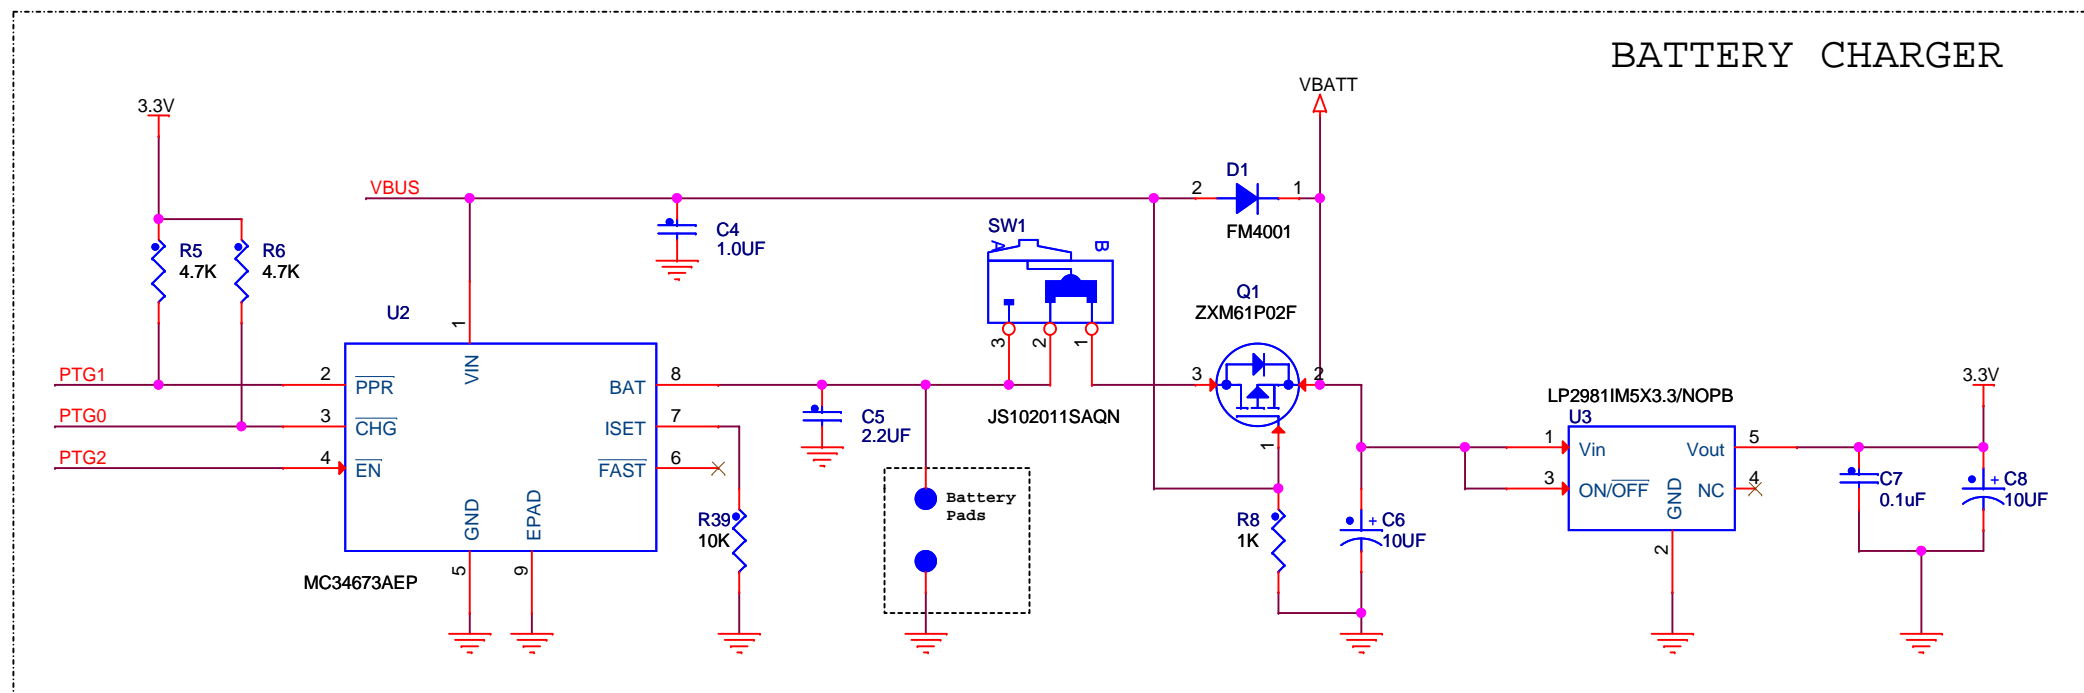 BATTERY CHARGER
VBATT
3.3V
D1
VBUS
2
1
FM4001
C4
1.0UF
SW1
A
B
R5
4.7K
R6
4.7K
3
2
1
JS102011SAQN
Q1
ZXM61P02F
3
2
1
U2
1
VIN
PTG1
2
PPR
PTG0
3
CHG
PTG2
4
EN
BAT
8
ISET
7
FAST
6
GND
5
EPAD
9
MC34673AEP
R39
10K
C5
2.2UF
Battery
Pads
R8
1K
+ C6
10UF
LP2981IM5X3.3/NOPB
U3
1
Vin
3
ON/OFF
Vout
5
NC
4
GND
2
3.3V
C7
0.1uF
+ C8
10UF